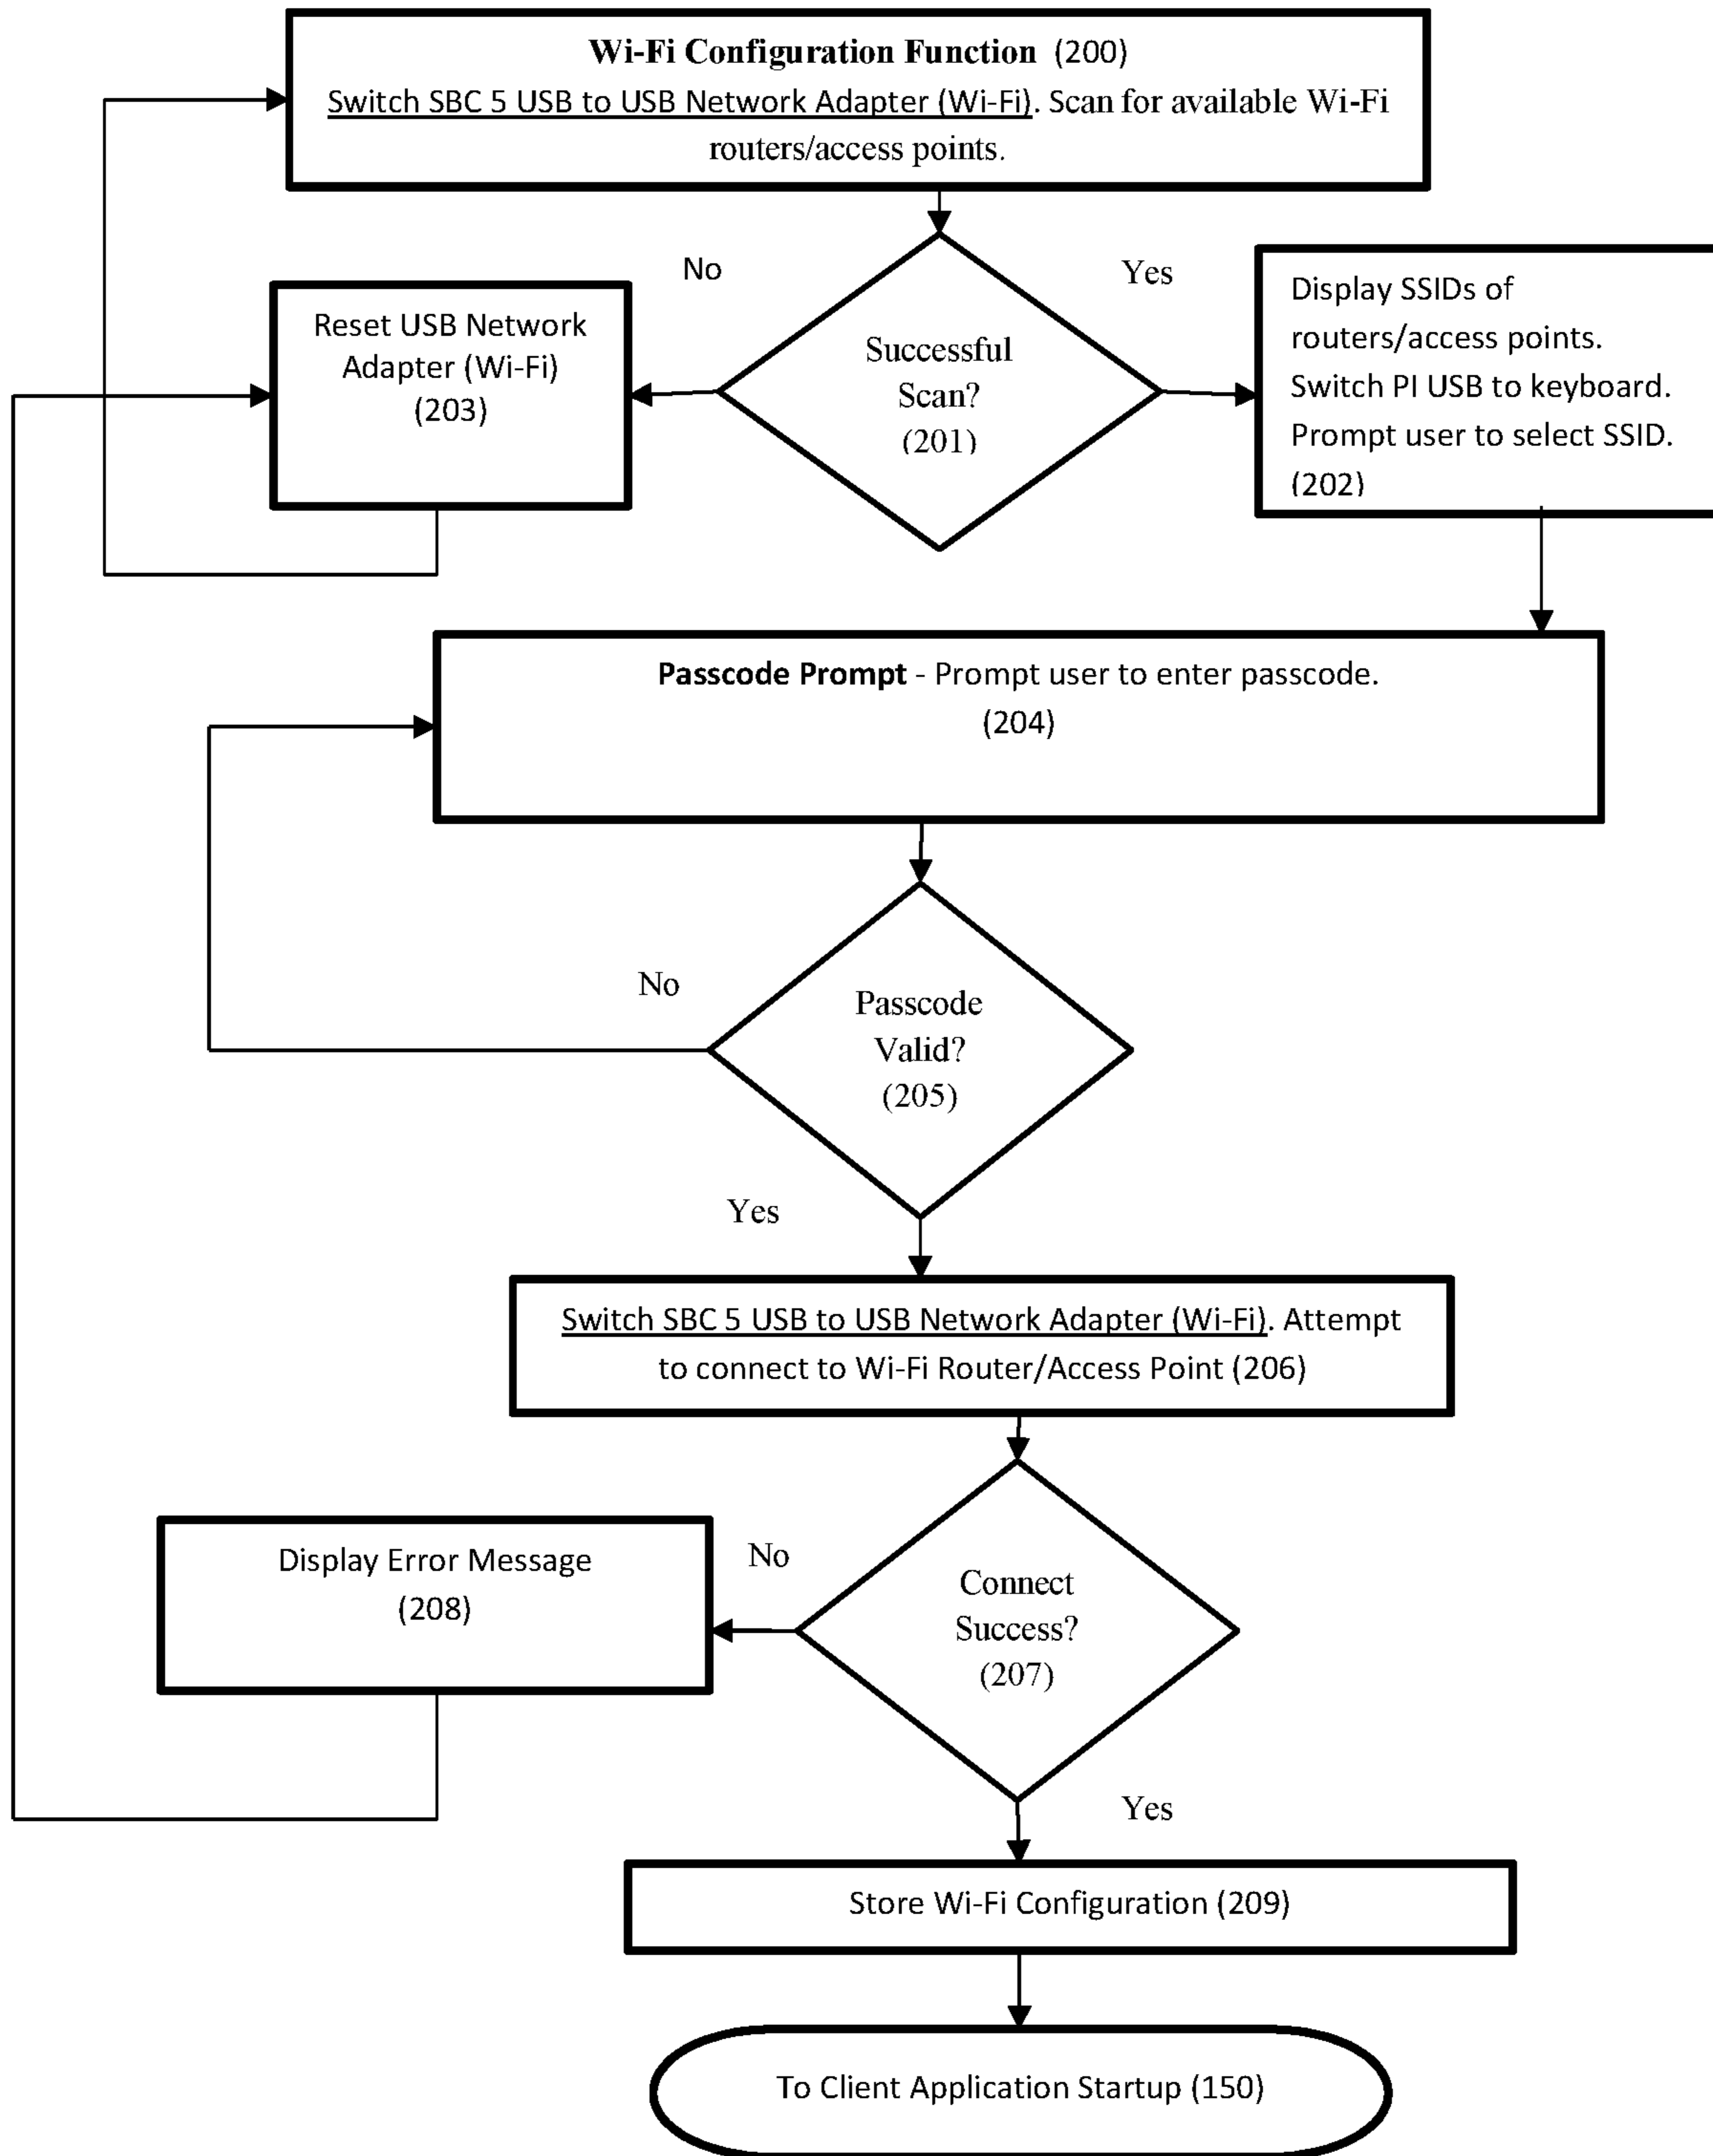 Wi-Fi Configuration Function (200)
Switch SBC 5 USB to USB Network Adapter (Wi-Fi). Scan for available Wi-Fi
routers/access points.
No
Yes
Reset USB Network
Adapter (Wi-Fi)
(203)
Successful
Scan?
(201)
Display SSIDs of
routers/access points.
Switch PI USB to keyboard.
Prompt user to select SSID.
(202)
Passcode Prompt - Prompt user to enter passcode.
(204)
No
Passcode
Valid?
(205)
Yes
Switch SBC 5 USB to USB Network Adapter (Wi-Fi). Attempt
to connect to Wi-Fi Router/Access Point (206)
Display Error Message
(208)
No
Connect
Success?
(207)
Yes
Store Wi-Fi Configuration (209)
To Client Application Startup (150)